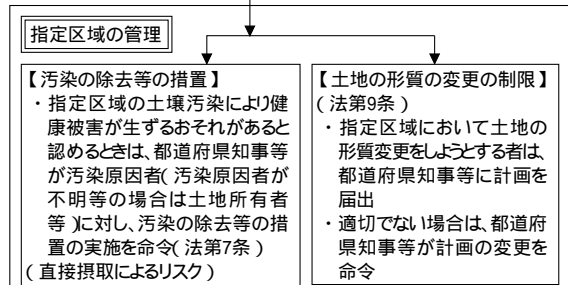 指定区域の管理
【汚染の除去等の措置】
・指定区域の土壌汚染により健
康被害が生ずるおそれがあると
認めるときは、都道府県知事等
が汚染原因者(汚染原因者が
不明等の場合は土地所有者
等)に対し、汚染の除去等の措
置の実施を命令(法第7条)
(直接摂取によるリスク)
【土地の形質の変更の制限】
(法第9条)
・指定区域において土地の
形質変更をしようとする者は、
都道府県知事等に計画を
届出
・適切でない場合は、都道府
県知事等が計画の変更を
命令